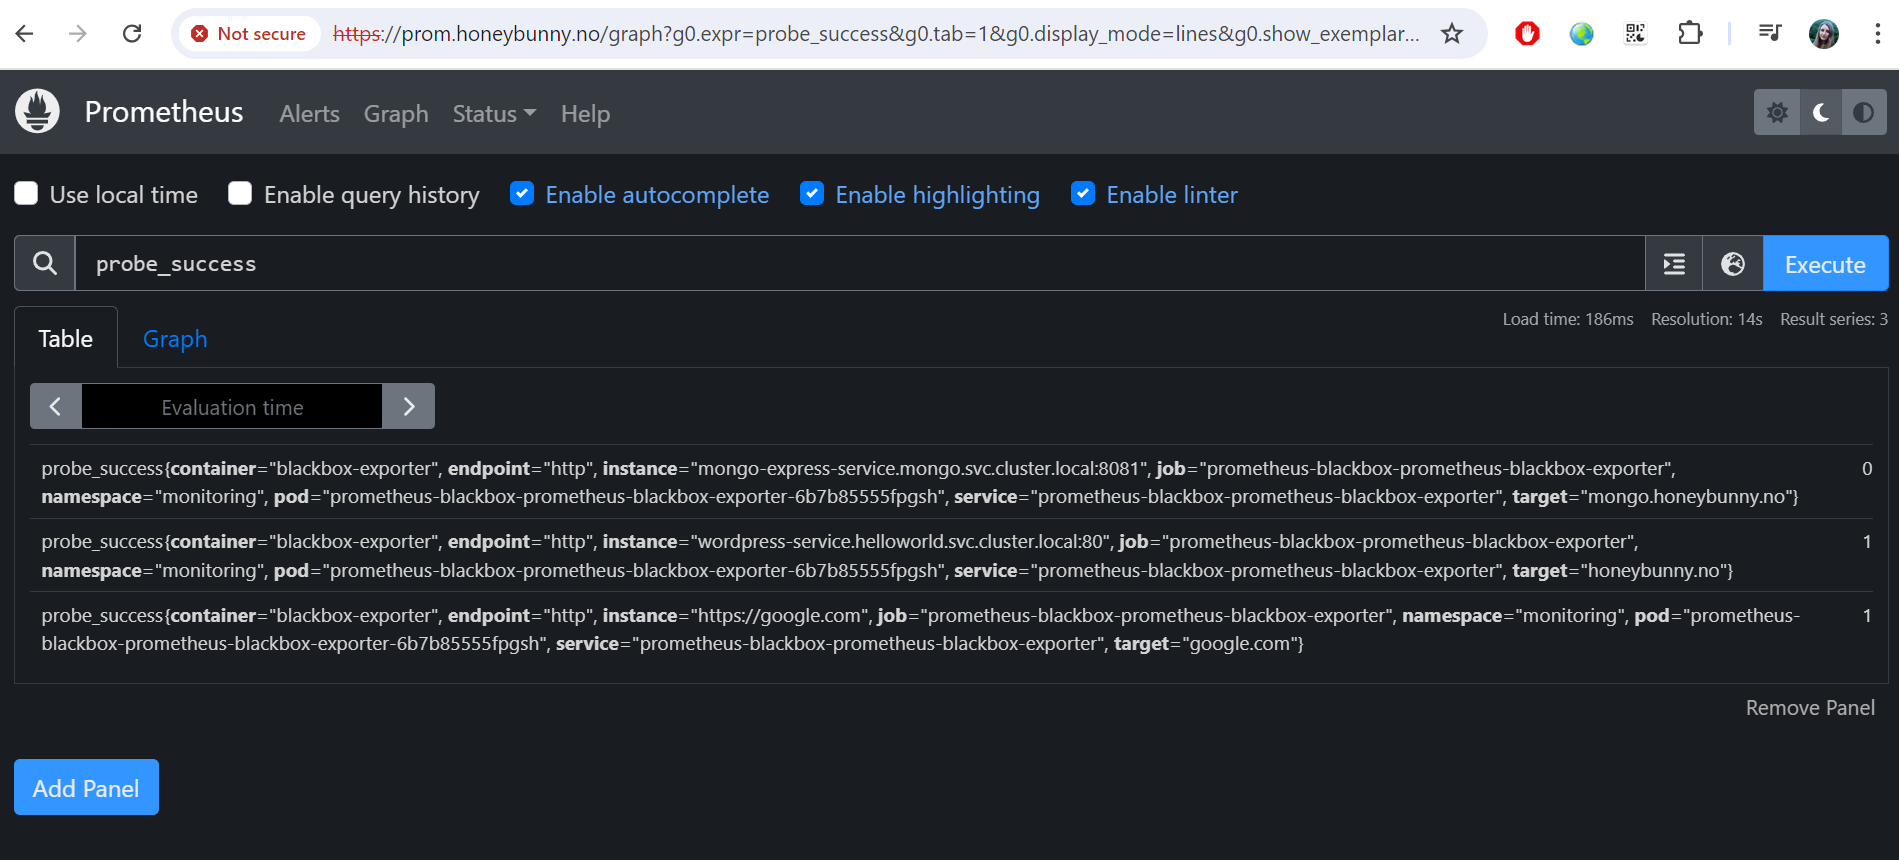 Not secure https://prom.honeybunny.no/graph?g0.expr=probe_success&g0.tab=1&g0.display_mode=lines&g0.show_exemplar...
Prometheus Alerts Graph Status Help
Use local time Enable query history Enable autocomplete Enable highlighting Enable linter
probe_success Execute
Load time: 186ms Resolution: 14s Result series: 3
Table Graph
Evaluation time
probe_success{container="blackbox-exporter", endpoint="http", instance="mongo-express-service.mongo.svc.cluster.local:8081", job="prometheus-blackbox-prometheus-blackbox-exporter", 0
namespace="monitoring", pod="prometheus-blackbox-prometheus-blackbox-exporter-6b7b85555fpgsh", service="prometheus-blackbox-prometheus-blackbox-exporter", target="mongo.honeybunny.no"}
probe_success{container="blackbox-exporter", endpoint="http", instance="wordpress-service.helloworld.svc.cluster.local:80", job="prometheus-blackbox-prometheus-blackbox-exporter", 1
namespace="monitoring", pod="prometheus-blackbox-prometheus-blackbox-exporter-6b7b85555fpgsh", service="prometheus-blackbox-prometheus-blackbox-exporter", target="honeybunny.no"}
probe_success{container="blackbox-exporter", endpoint="http", instance="https://google.com", job="prometheus-blackbox-prometheus-blackbox-exporter", namespace="monitoring", pod="prometheus- 1
blackbox-prometheus-blackbox-exporter-6b7b85555fpgsh", service="prometheus-blackbox-prometheus-blackbox-exporter", target="google.com"}
Remove Panel
Add Panel